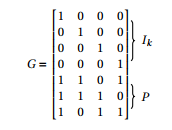 1 0 0 0
0 1 0 0
0 0 1 0 I_k
G = 0 0 0 1
1 1 0 1
1 1 1 0 P
1 0 1 1